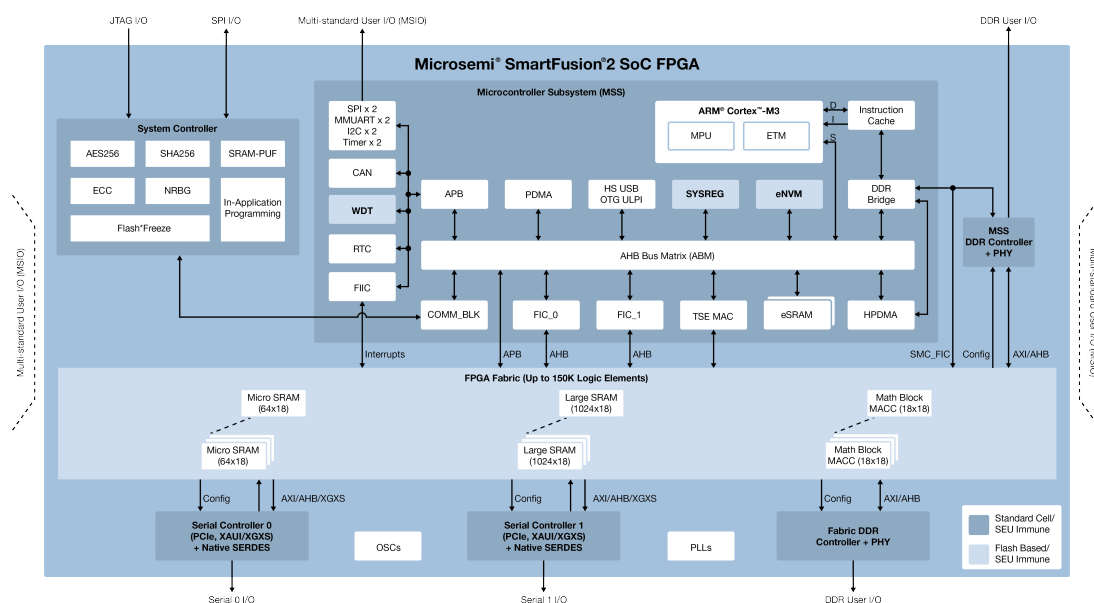 JTAG I/O
SPI I/O
Multi-standard User I/O (MSIO)
DDR User I/O
Microsemi® SmartFusion®2 SoC FPGA
Microcontroller Subsystem (MSS)
System Controller
AES256
SHA256
SRAM-PUF
ECC
NRBG
In-Application
Programming
Flash*Freeze
SPI x 2
MMUART x 2
I2C x 2
Timer x 2
CAN
WDT
RTC
FIIC
ARM® Cortex™-M3
MPU
ETM
D
I
S
Instruction
Cache
APB
PDMA
HS USB
OTG ULPI
SYSREG
eNVM
DDR
Bridge
AHB Bus Matrix (ABM)
MSS
DDR Controller
+ PHY
COMM_BLK
FIC_0
FIC_1
TSE MAC
eSRAM
HPDMA
Multi-standard User I/O (MSIO)
Multi-standard User I/O (MSIO)
Interrupts
APB
AHB
AHB
SMC_FIC
Config
AXI/AHB
FPGA Fabric (Up to 150K Logic Elements)
Micro SRAM
(64x18)
Large SRAM
(1024x18)
Math Block
MACC (18x18)
Micro SRAM
(64x18)
Large SRAM
(1024x18)
Math Block
MACC (18x18)
Config
AXI/AHB/XGXS
Config
AXI/AHB/XGXS
Config
AXI/AHB
Serial Controller 0
(PCIe, XAUI/XGXS)
+ Native SERDES
OSCs
Serial Controller 1
(PCIe, XAUI/XGXS)
+ Native SERDES
PLLs
Fabric DDR
Controller + PHY
Standard Cell/
SEU Immune
Flash Based/
SEU Immune
Serial 0 I/O
Serial 1 I/O
DDR User I/O